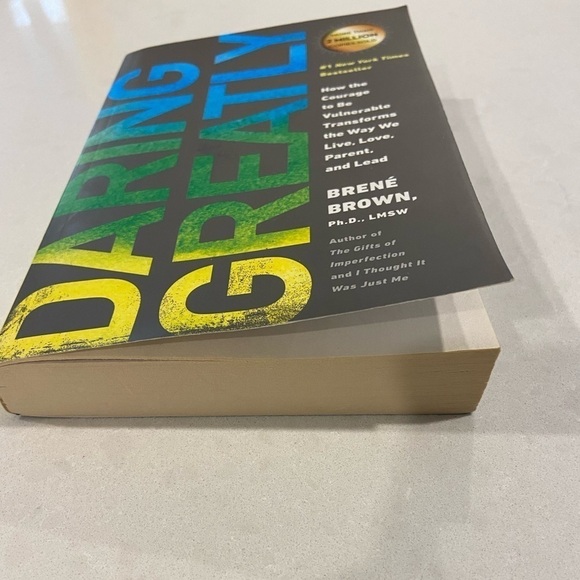 DARING
GREATLY
2 MILLION
#1 New York Times
Bestseller
How the
Courage
to Be
Vulnerable
Transforms
the Way We
Live, Love,
Parent,
and Lead
BRENÉ
BROWN,
Ph.D., LMSW
Author of
The Gifts of
Imperfection
and I Thought It
Was Just Me